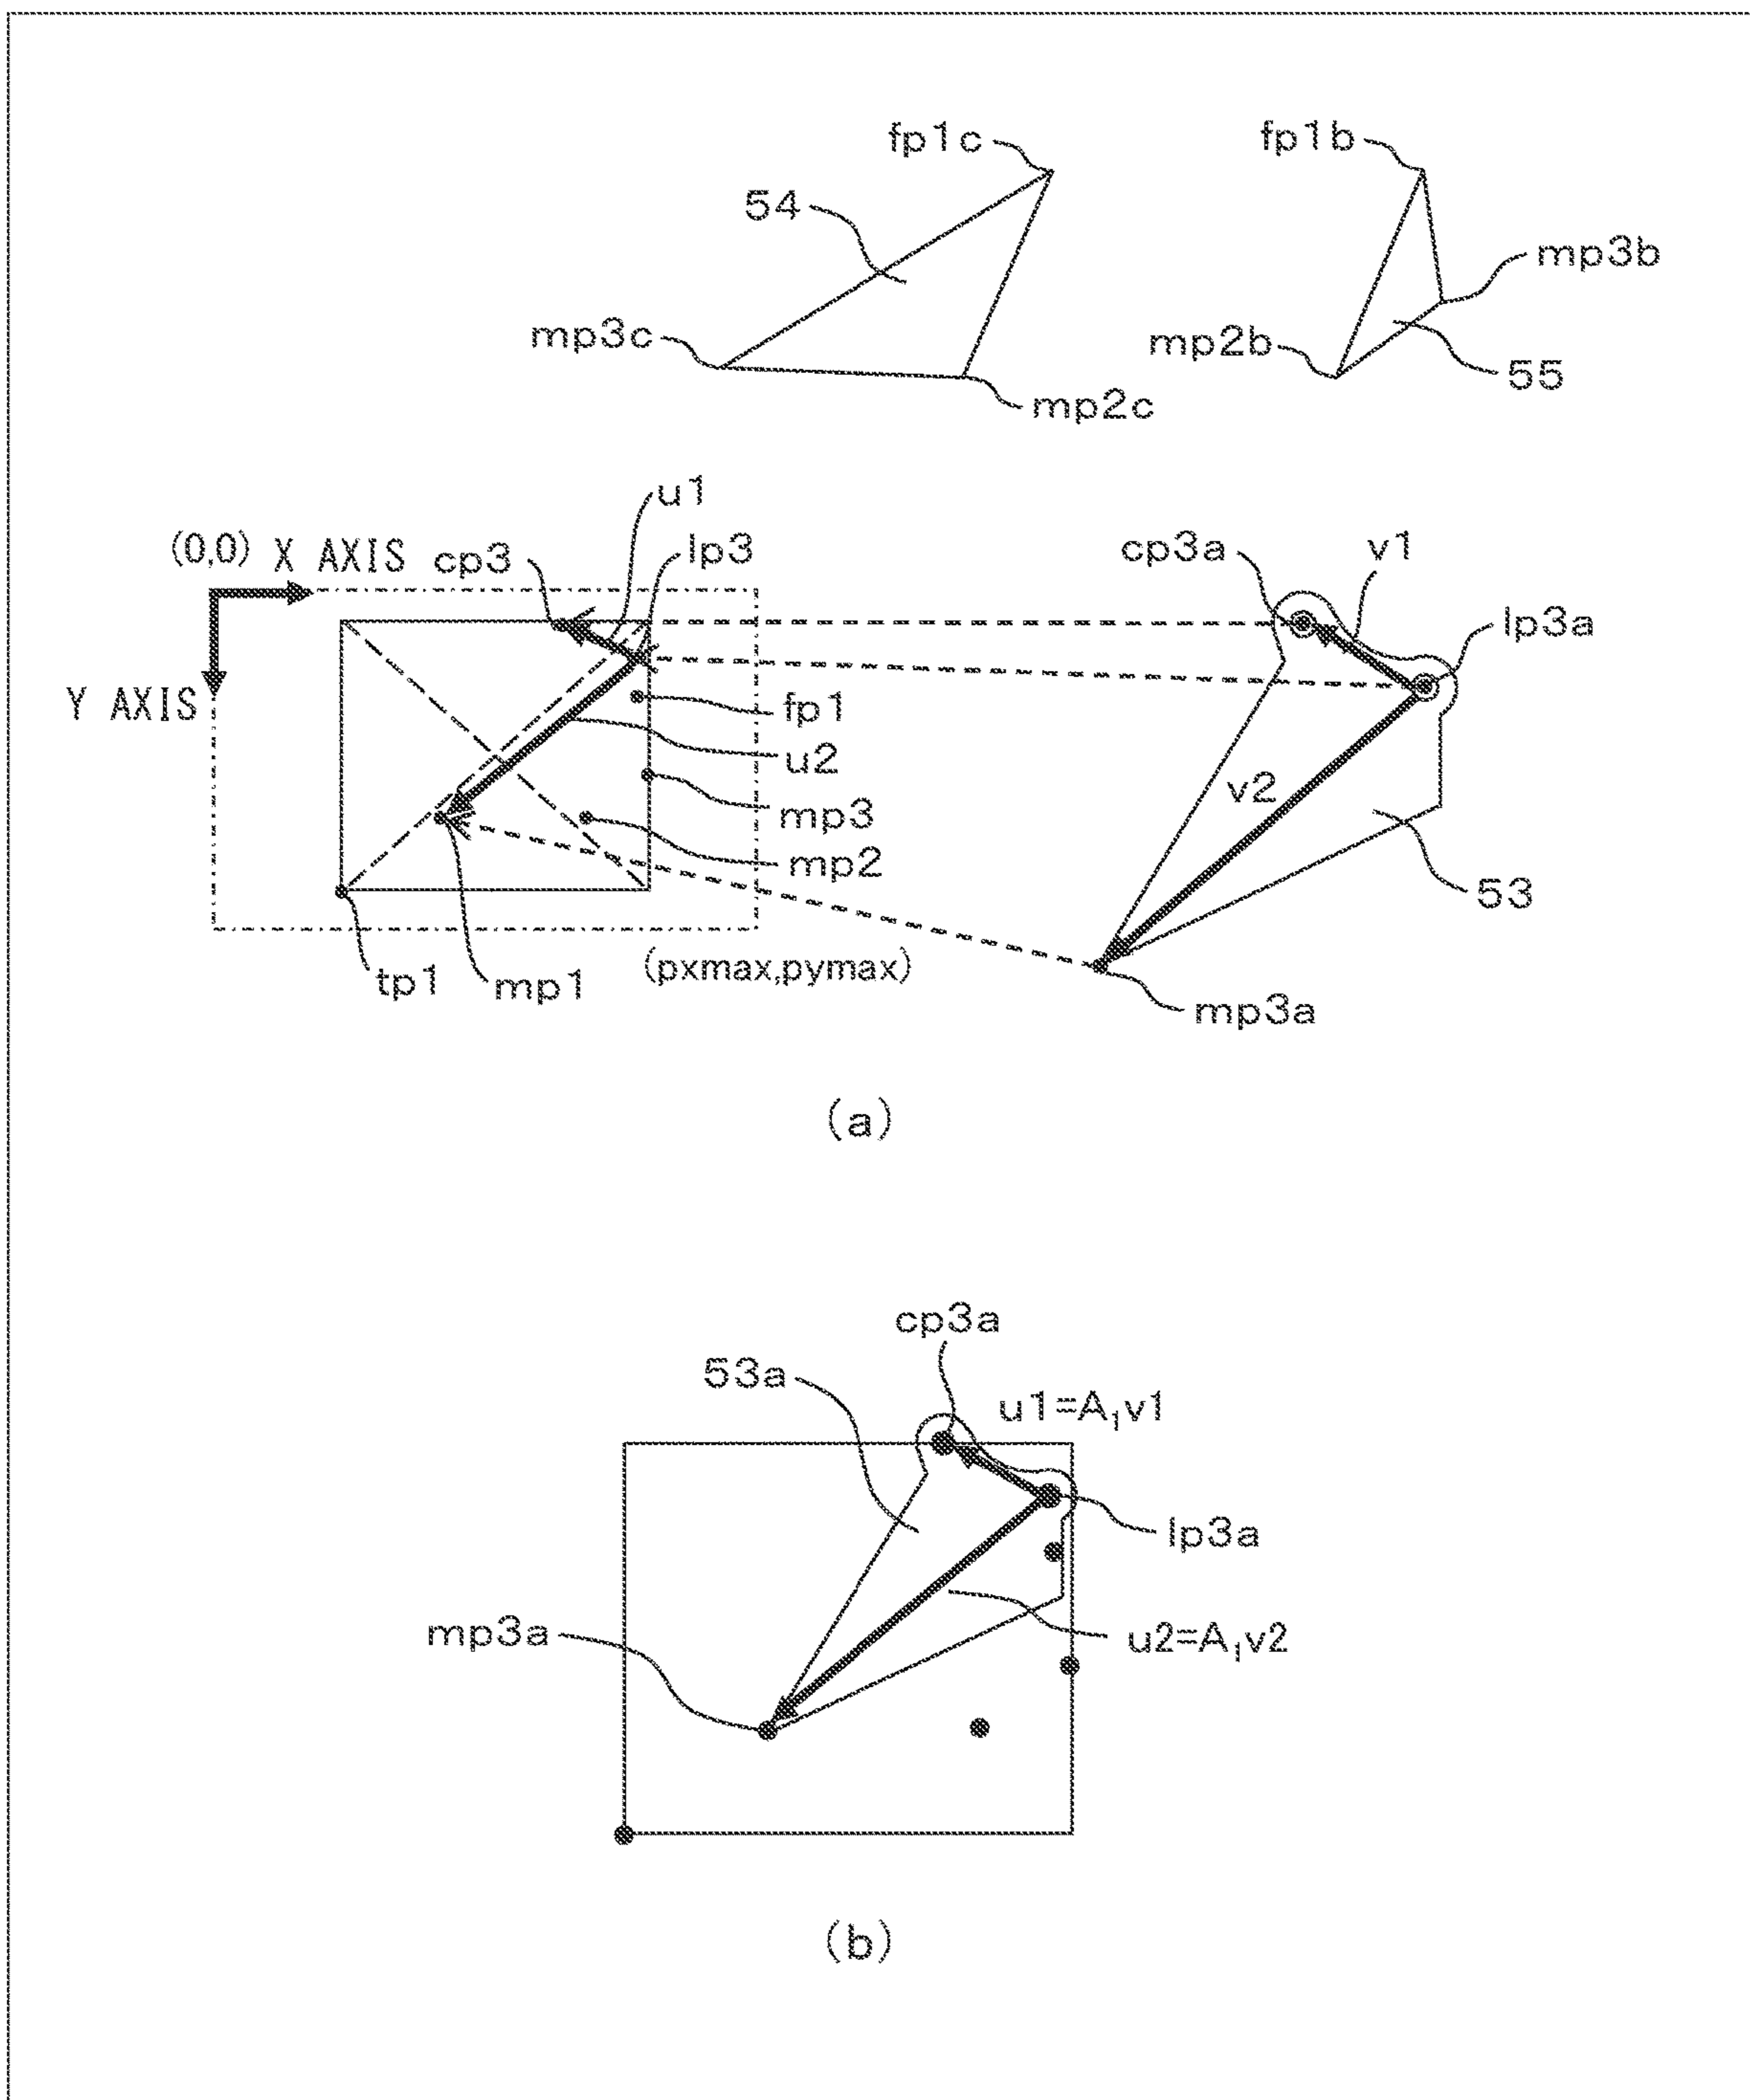 fp1c
fp1b
54
mp3b
mp3c
mp2b
55
mp2c
u1
(0,0) X AXIS cp3 lp3
cp3a
v1
lp3a
Y AXIS
fp1
u2
v2
mp3
mp2
53
tp1
mp1
(pxmax,pymax)
mp3a
(a)
cp3a
53a
u1=A₁v1
lp3a
mp3a
u2=A₁v2
(b)